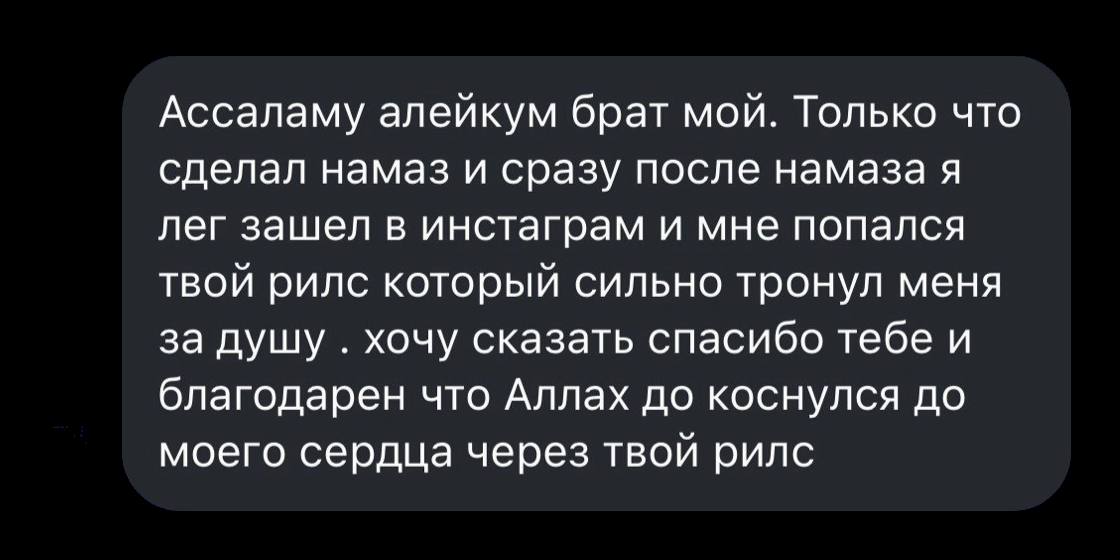 Ассаламу алейкум брат мой. Только что
сделал намаз и сразу после намаза я
лег зашел в инстаграм и мне попался
твой рилс который сильно тронул меня
за душу . хочу сказать спасибо тебе и
благодарен что Аллах до коснулся до
моего сердца через твой рилс